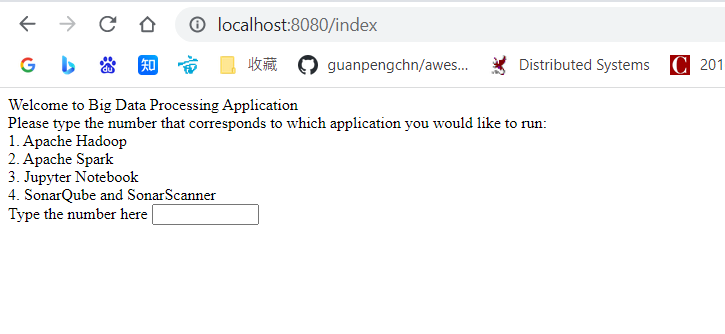 localhost:8080/index
知
收藏
guanpengchn/awes...
Distributed Systems
C
201
Welcome to Big Data Processing Application
Please type the number that corresponds to which application you would like to run:
1. Apache Hadoop
2. Apache Spark
3. Jupyter Notebook
4. SonarQube and SonarScanner
Type the number here